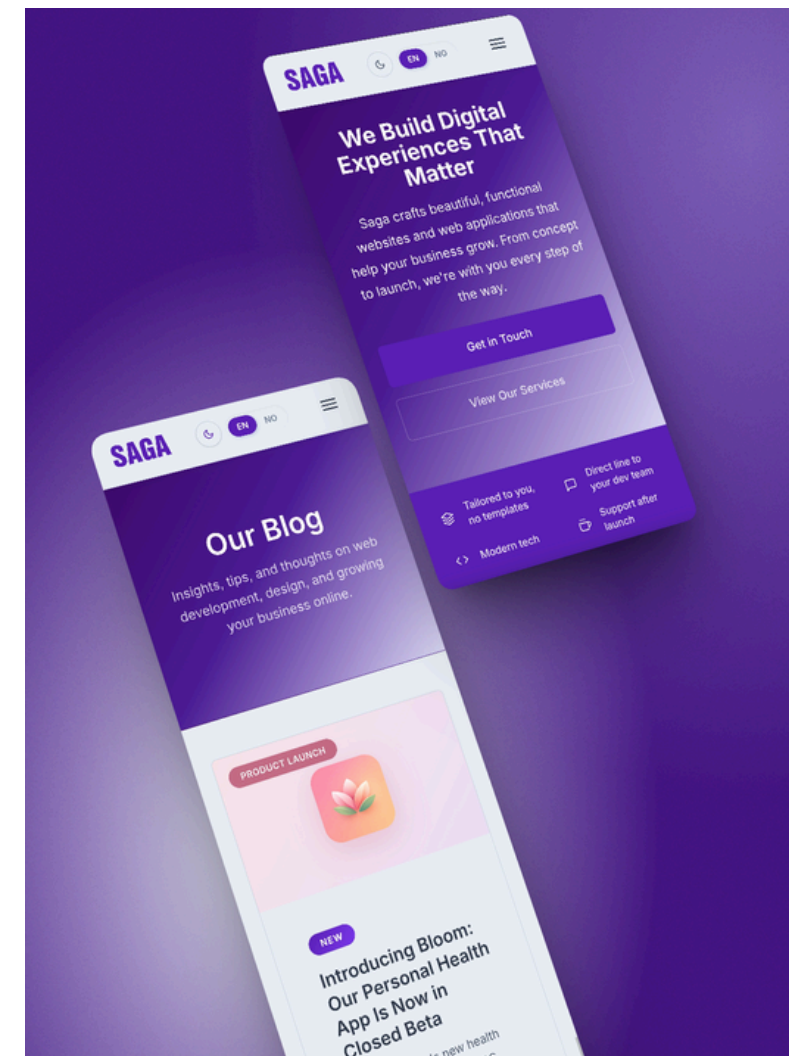 SAGA
EN
NO
We Build Digital
Experiences That
Matter
Saga crafts beautiful, functional
websites and web applications that
help your business grow. From concept
to launch, we're with you every step of
the way.
Get in Touch
View Our Services
Tailored to you,
no templates
Direct line to
your dev team
Modern tech
Support after
launch
SAGA
EN
NO
Our Blog
Insights, tips, and thoughts on web
development, design, and growing
your business online.
PRODUCT LAUNCH
NEW
Introducing Bloom:
Our Personal Health
App Is Now in
Closed Beta
new health